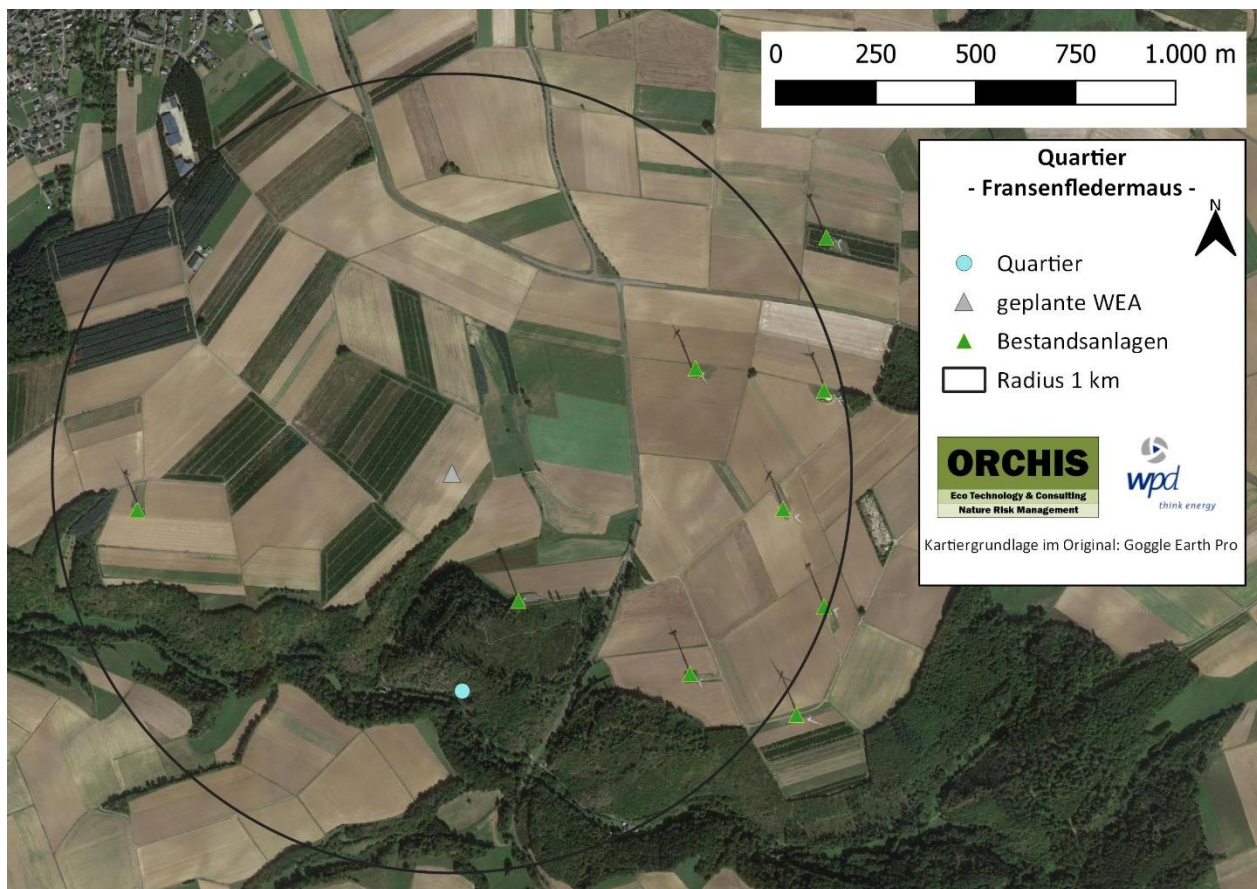 0 250 500 750 1.000 m
Quartier
- Fransenfledermaus -
N
Quartier
geplante WEA
Bestandsanlagen
Radius 1 km
ORCHIS
Eco Technology & Consulting
Nature Risk Management
wpd
think energy
Kartiergrundlage im Original: Goggle Earth Pro